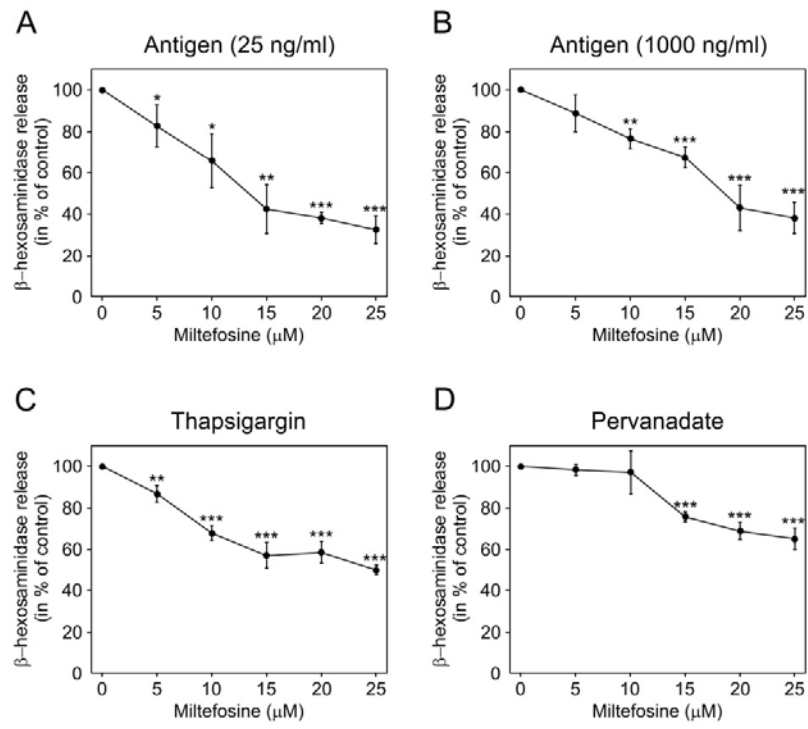 A
Antigen (25 ng/ml)
β–hexosaminidase release
(in % of control)
100
80
60
40
20
0
*
*
**
***
***
0 5 10 15 20 25
Miltefosine (μM)
B
Antigen (1000 ng/ml)
β–hexosaminidase release
(in % of control)
100
80
60
40
20
0
**
***
***
***
0 5 10 15 20 25
Miltefosine (μM)
C
Thapsigargin
β–hexosaminidase release
(in % of control)
100
80
60
40
20
0
**
***
***
***
***
0 5 10 15 20 25
Miltefosine (μM)
D
Pervanadate
β–hexosaminidase release
(in % of control)
100
80
60
40
20
0
***
***
***
0 5 10 15 20 25
Miltefosine (μM)